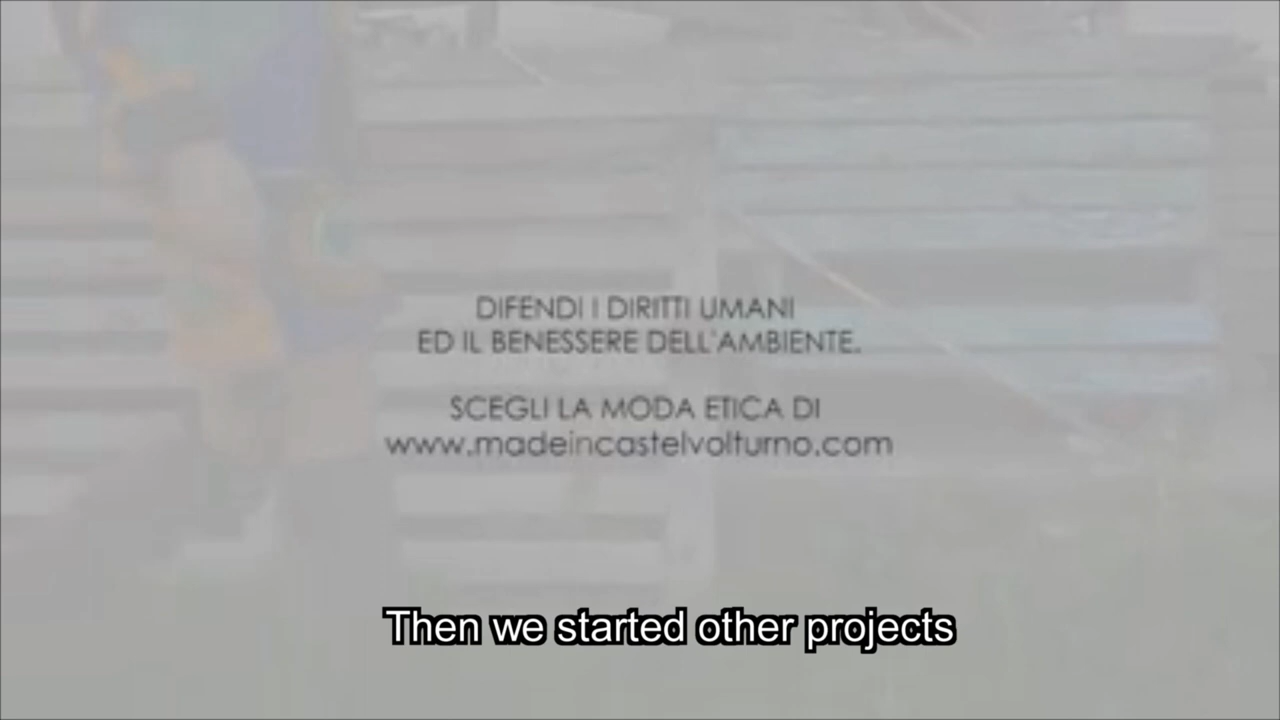 DIFENDI I DIRITTI UMANI
ED IL BENESSERE DELL'AMBIENTE.
SCEGLI LA MODA ETICA DI
www.madeincastelvolturno.com
Then we started other projects